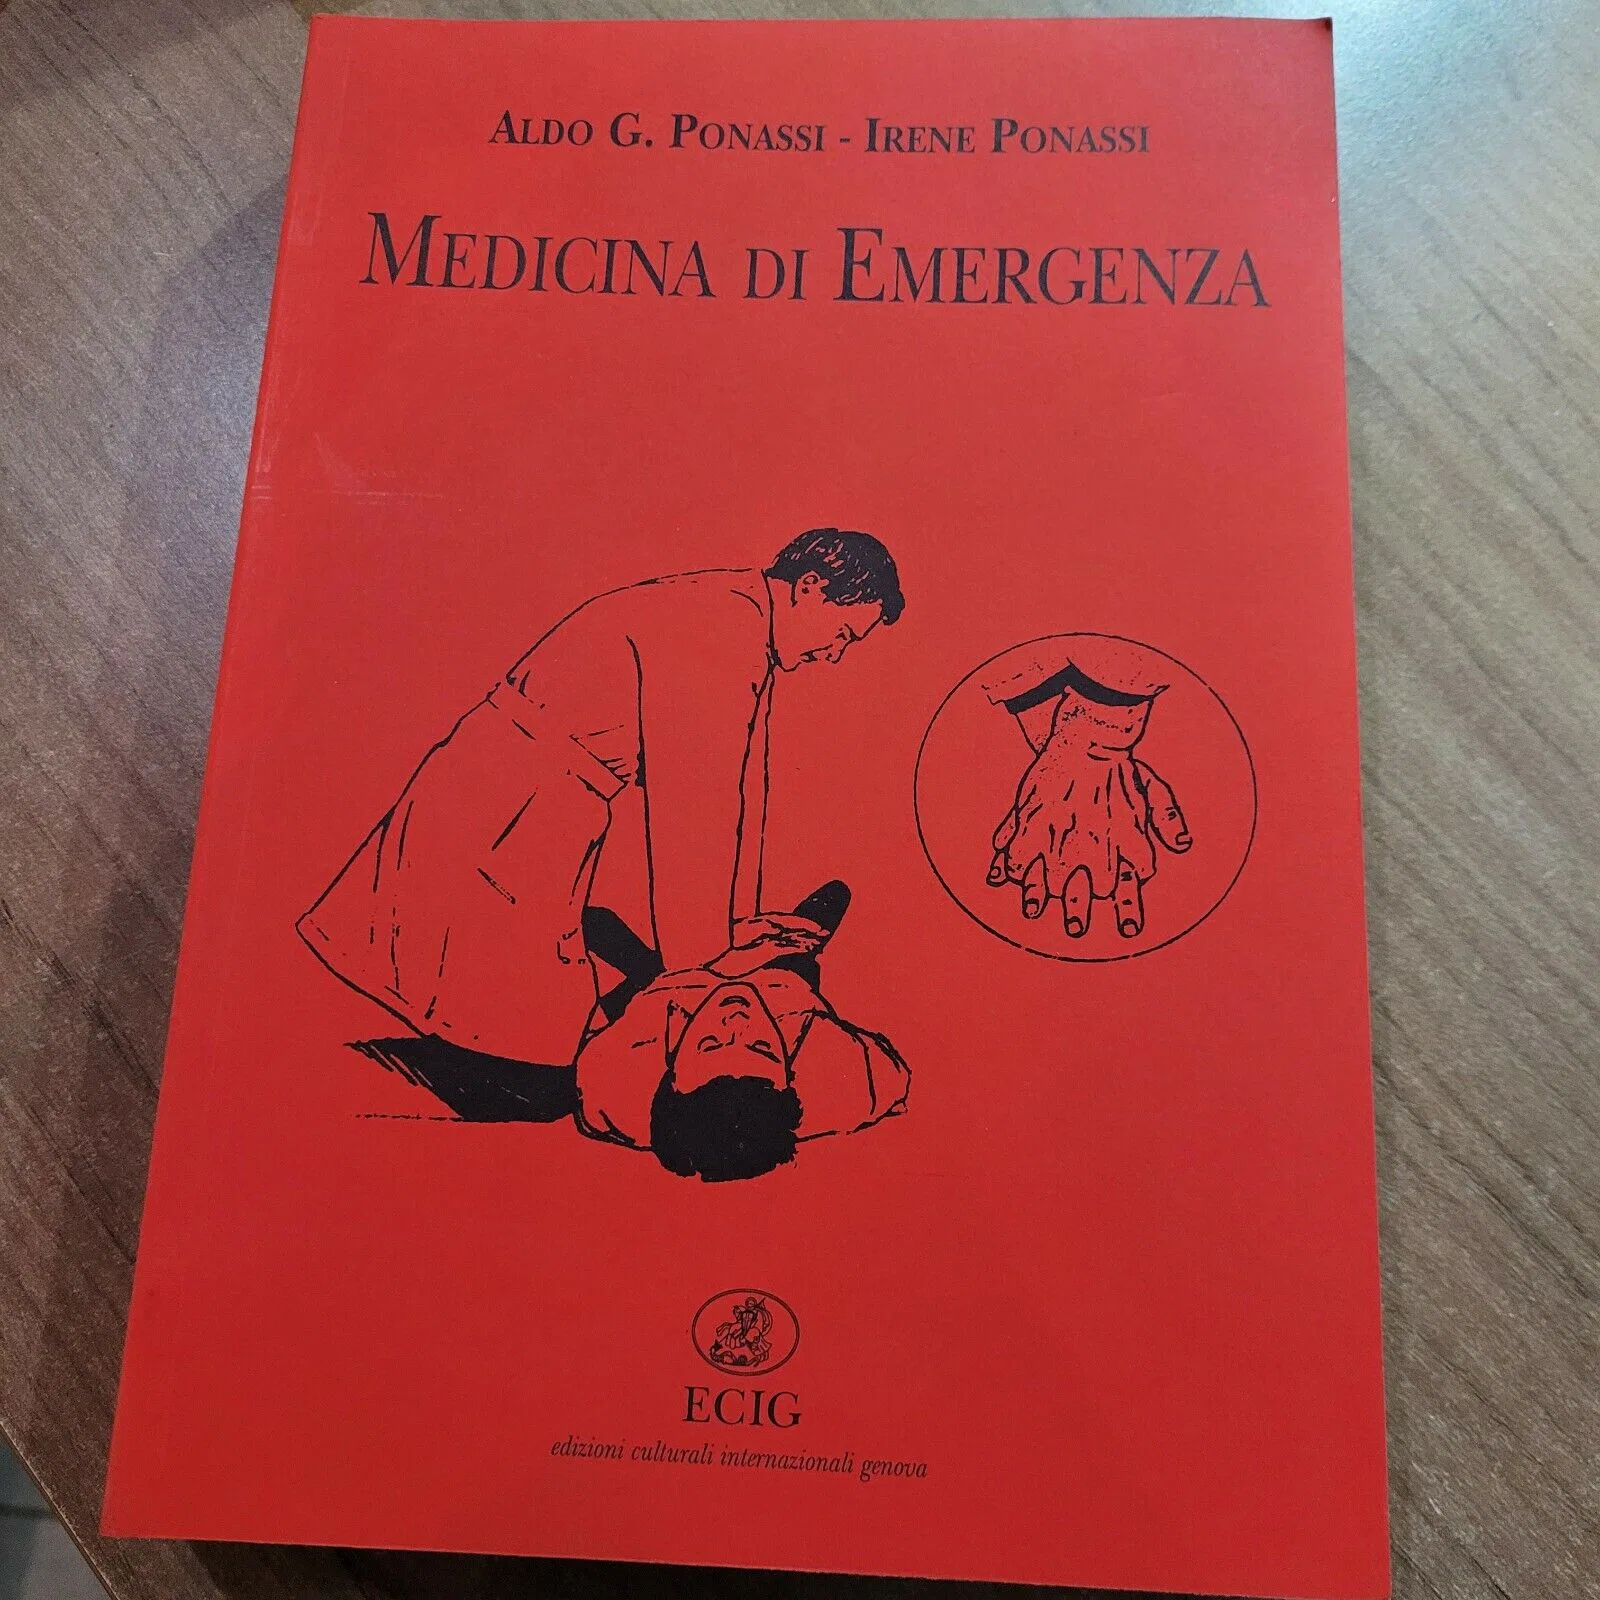 ALDO G. PONASSI - IRENE PONASSI
MEDICINA DI EMERGENZA
ECIG
edizioni culturali internazionali genova